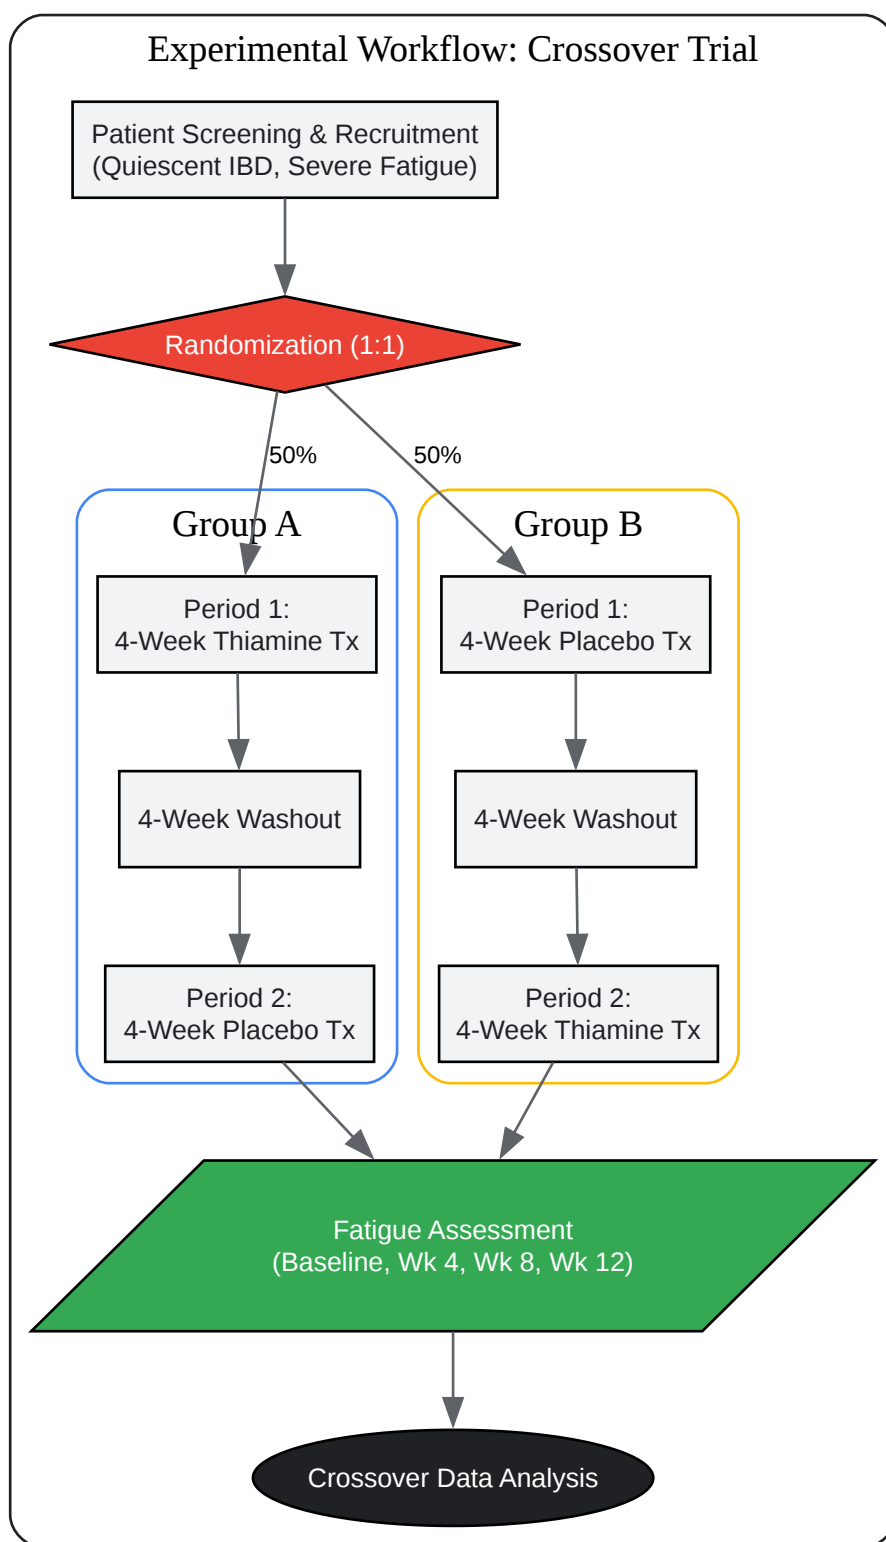 Experimental Workflow: Crossover Trial
Patient Screening & Recruitment
(Quiescent IBD, Severe Fatigue)
Randomization (1:1)
50%
50%
Group A
Period 1:
4-Week Thiamine Tx
4-Week Washout
Period 2:
4-Week Placebo Tx
Group B
Period 1:
4-Week Placebo Tx
4-Week Washout
Period 2:
4-Week Thiamine Tx
Fatigue Assessment
(Baseline, Wk 4, Wk 8, Wk 12)
Crossover Data Analysis